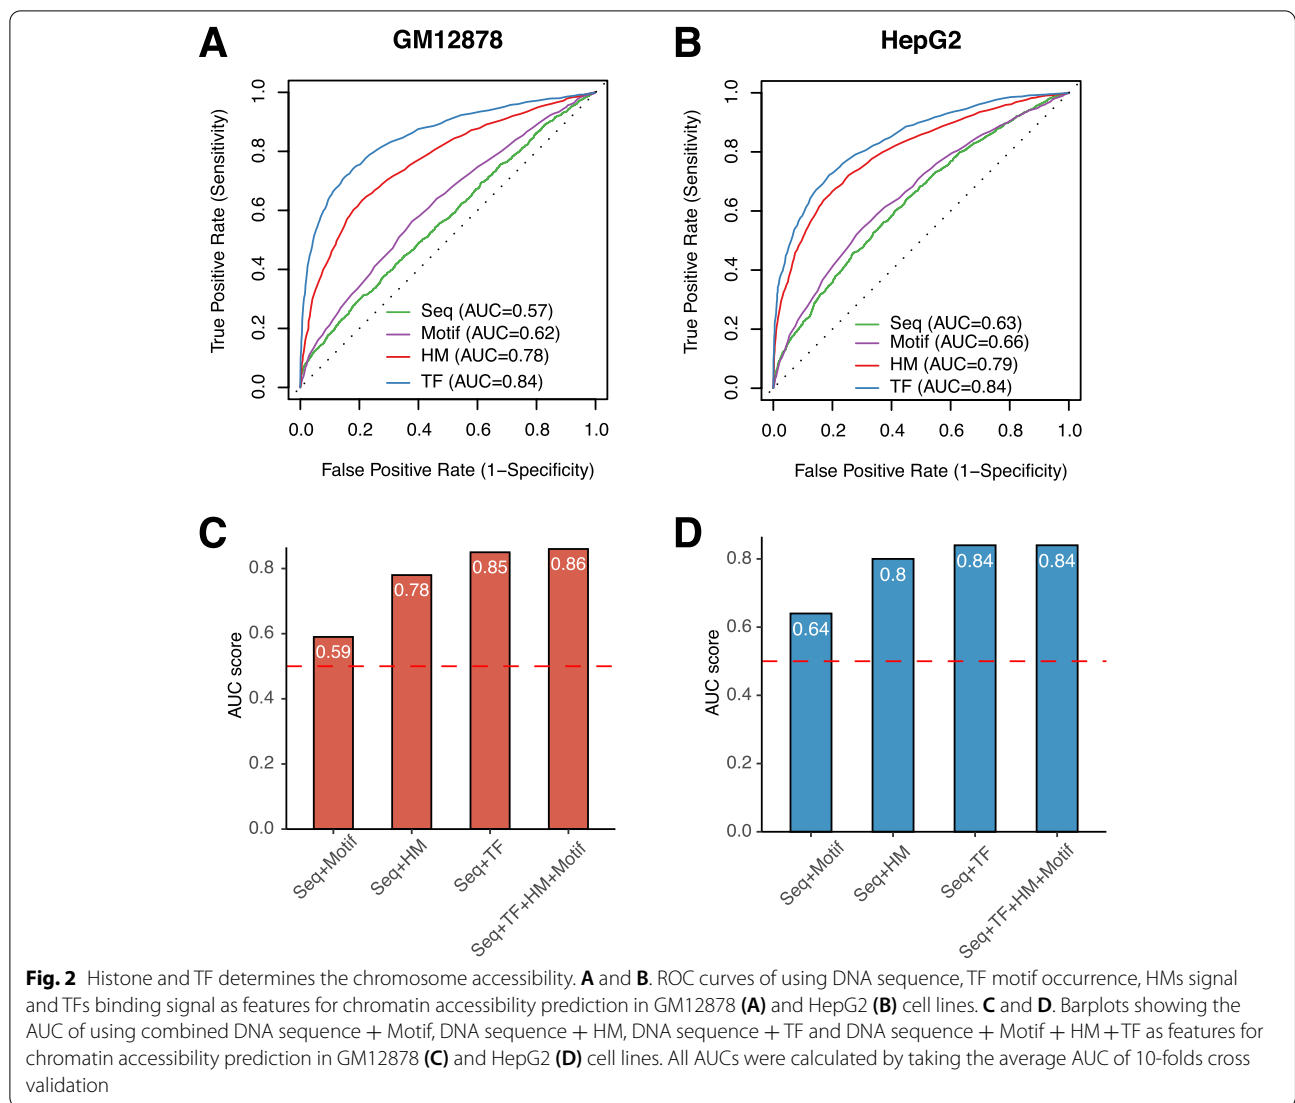 A
GM12878
True Positive Rate (Sensitivity)
1.0
0.8
0.6
0.4
0.2
0.0
Seq (AUC=0.57)
Motif (AUC=0.62)
HM (AUC=0.78)
TF (AUC=0.84)
0.0 0.2 0.4 0.6 0.8 1.0
False Positive Rate (1−Specificity)
B
HepG2
True Positive Rate (Sensitivity)
1.0
0.8
0.6
0.4
0.2
0.0
Seq (AUC=0.63)
Motif (AUC=0.66)
HM (AUC=0.79)
TF (AUC=0.84)
0.0 0.2 0.4 0.6 0.8 1.0
False Positive Rate (1−Specificity)
C
AUC score
0.8
0.6
0.4
0.2
0.0
0.59
0.78
0.85
0.86
Seq+Motif
Seq+HM
Seq+TF
Seq+TF+HM+Motif
D
AUC score
0.8
0.6
0.4
0.2
0.0
0.64
0.8
0.84
0.84
Seq+Motif
Seq+HM
Seq+TF
Seq+TF+HM+Motif
Fig. 2 Histone and TF determines the chromosome accessibility. A and B. ROC curves of using DNA sequence, TF motif occurrence, HMs signal
and TFs binding signal as features for chromatin accessibility prediction in GM12878 (A) and HepG2 (B) cell lines. C and D. Barplots showing the
AUC of using combined DNA sequence + Motif, DNA sequence + HM, DNA sequence + TF and DNA sequence + Motif + HM +TF as features for
chromatin accessibility prediction in GM12878 (C) and HepG2 (D) cell lines. All AUCs were calculated by taking the average AUC of 10-folds cross
validation